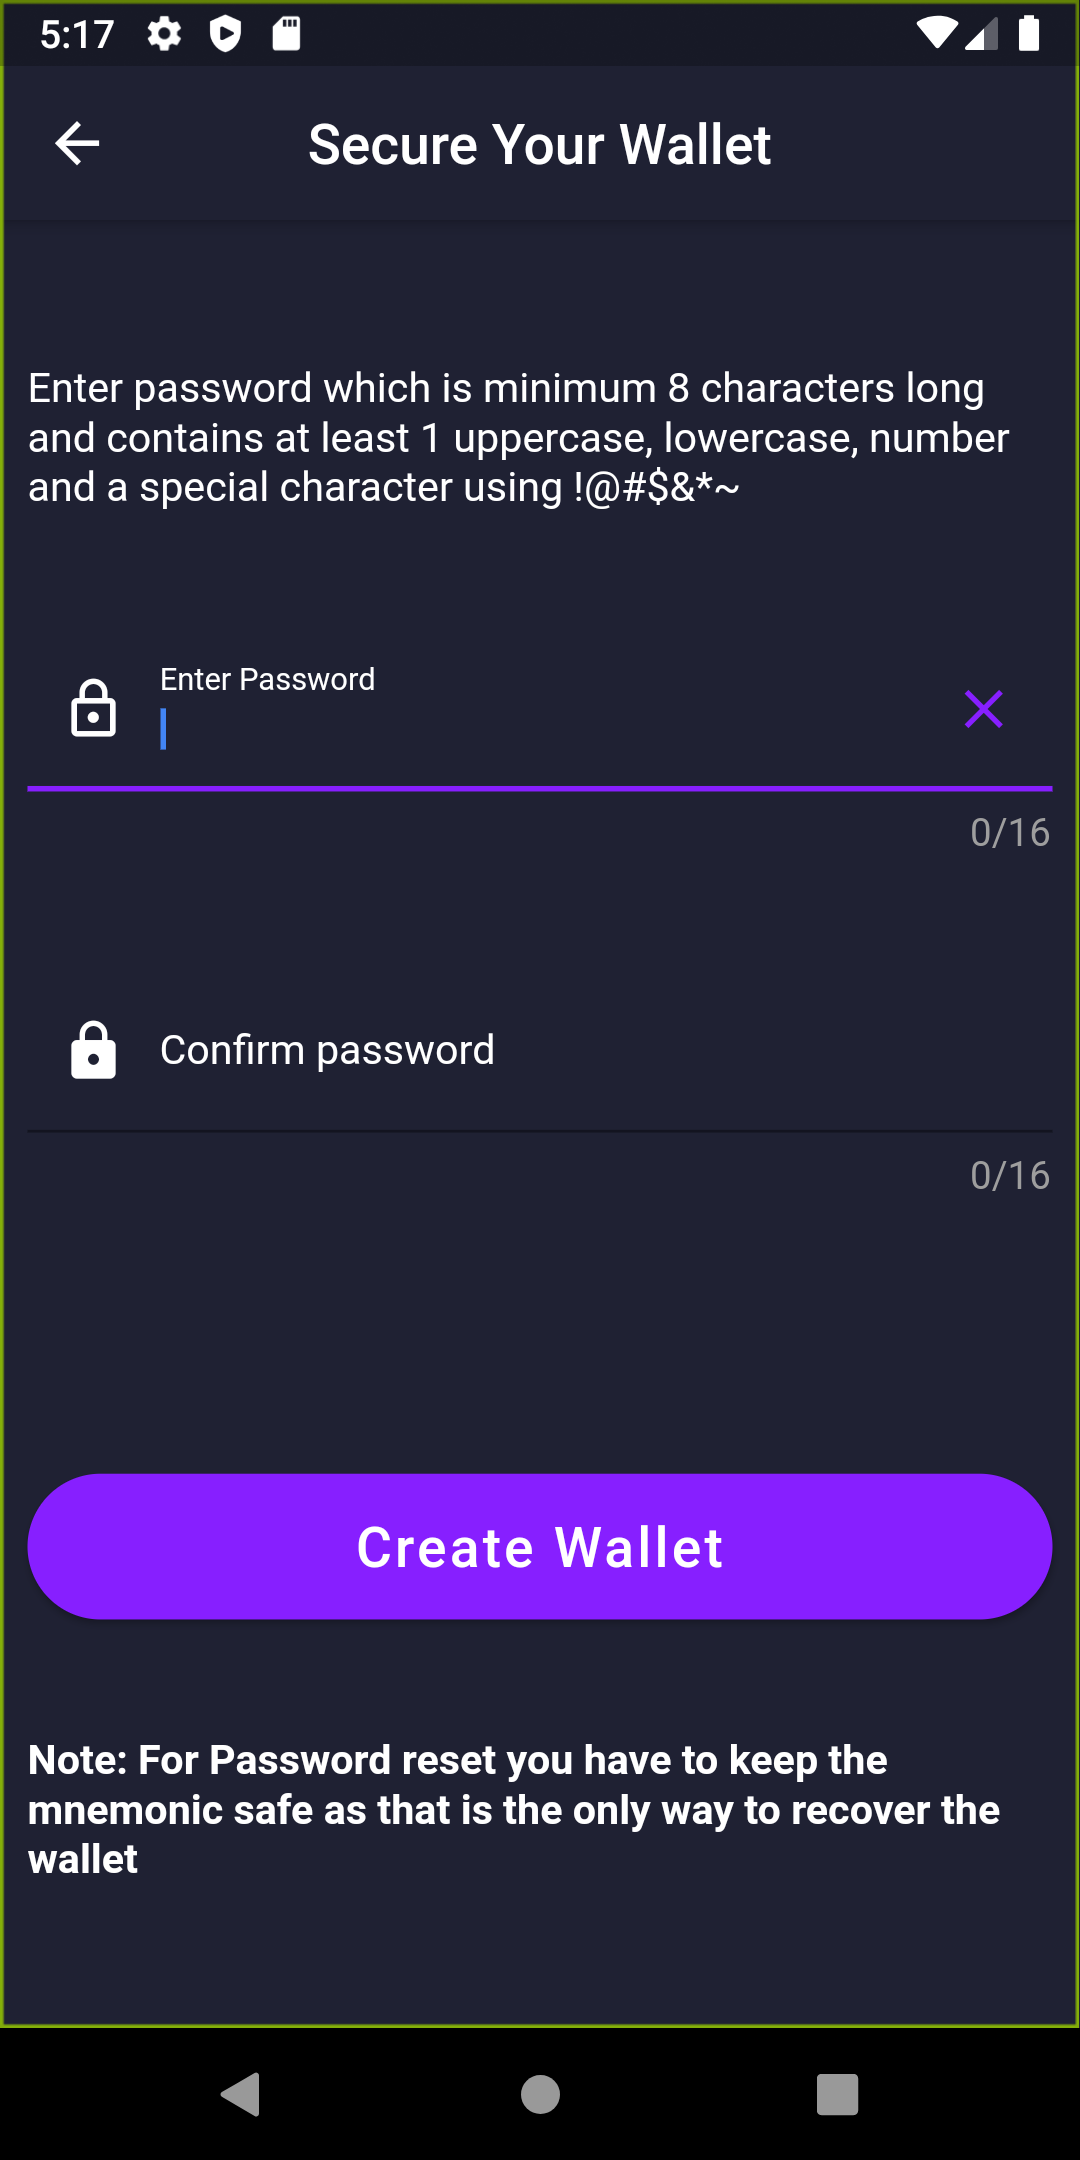 5:17
Secure Your Wallet
Enter password which is minimum 8 characters long
and contains at least 1 uppercase, lowercase, number
and a special character using !@#$&*~
Enter Password
0/16
Confirm password
0/16
Create Wallet
Note: For Password reset you have to keep the
mnemonic safe as that is the only way to recover the
wallet